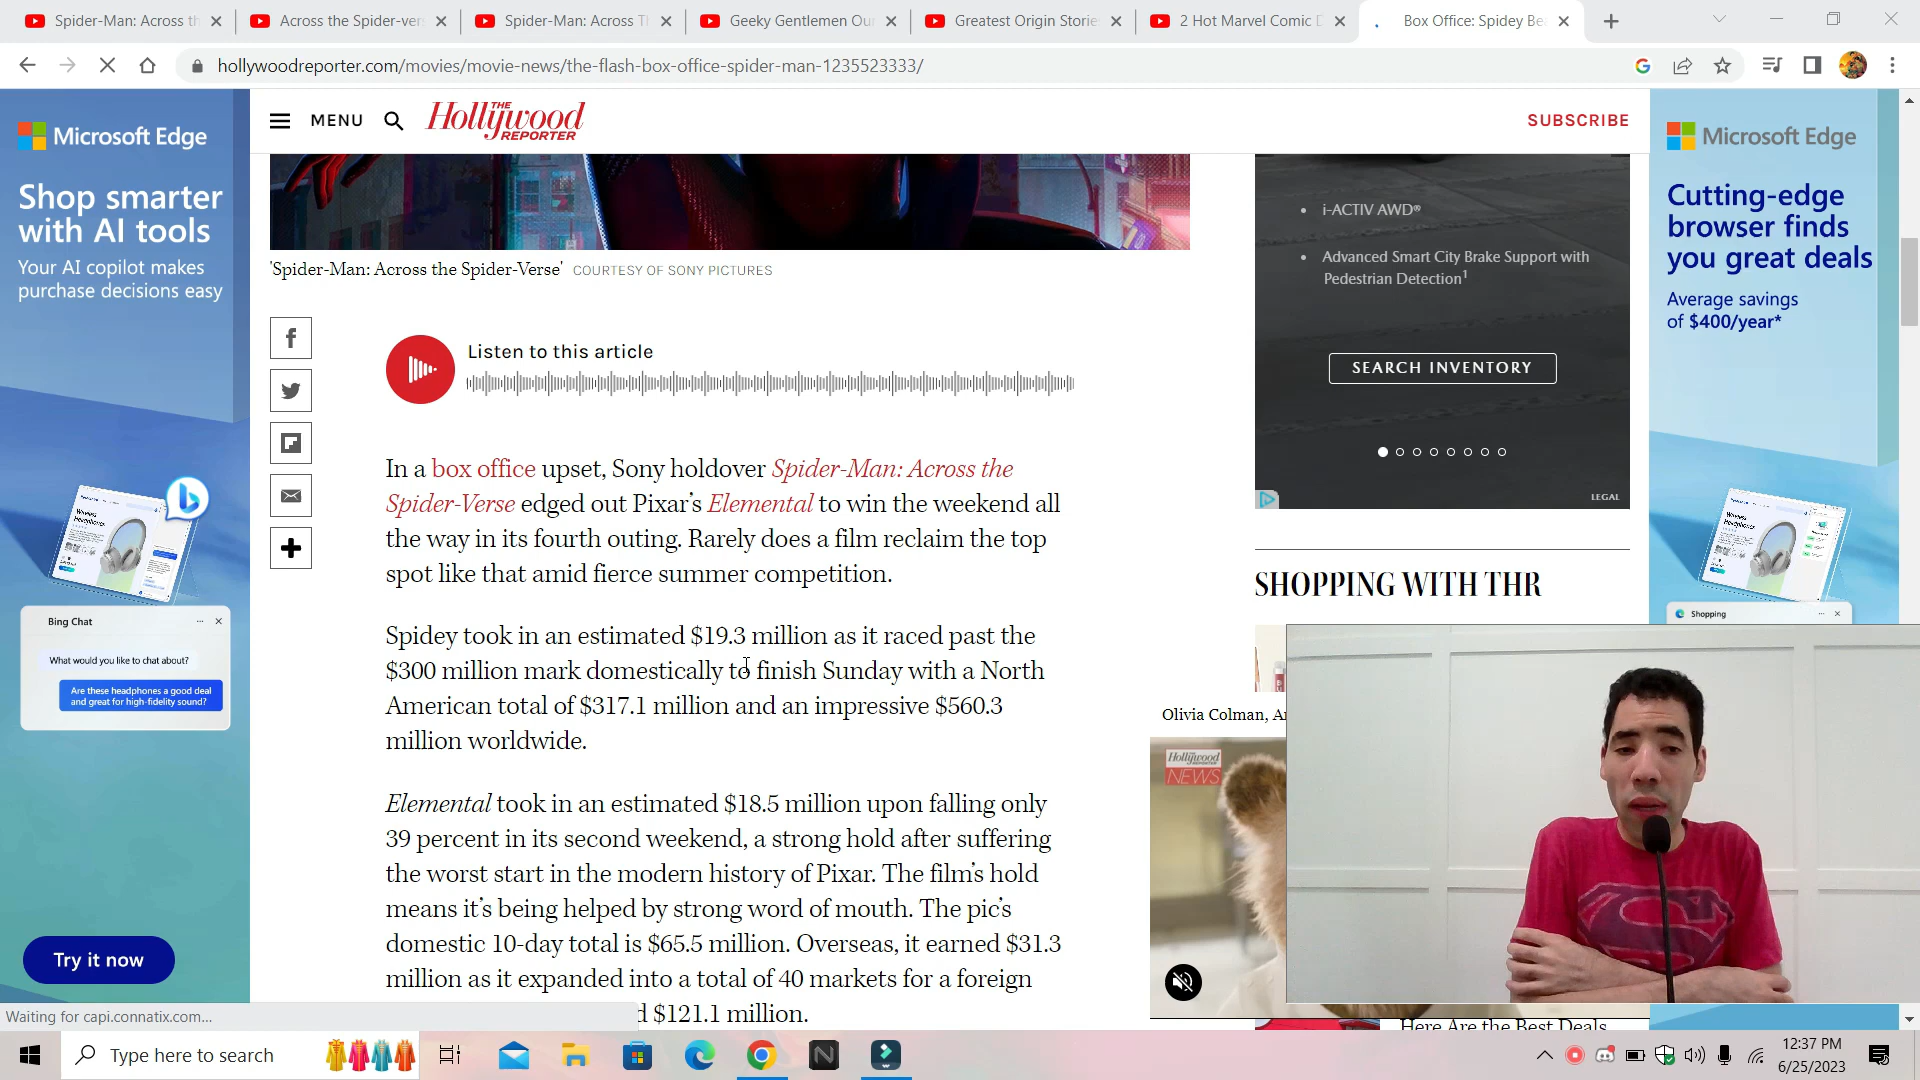 Spider-Man: Across th
Across the Spider-ver
Spider-Man: Across Th
Geeky Gentlemen Our
Greatest Origin Storie
2 Hot Marvel Comic D
Box Office: Spidey Be
hollywoodreporter.com/movies/movie-news/the-flash-box-office-spider-man-1235523333/
MENU
THE
Hollywood
REPORTER
SUBSCRIBE
Microsoft Edge
Shop smarter
with AI tools
Your AI copilot makes
purchase decisions easy
Bing Chat
What would you like to chat about?
Are these headphones a good deal
and great for high-fidelity sound?
Try it now
'Spider-Man: Across the Spider-Verse' COURTESY OF SONY PICTURES
Listen to this article
In a box office upset, Sony holdover Spider-Man: Across the
Spider-Verse edged out Pixar's Elemental to win the weekend all
the way in its fourth outing. Rarely does a film reclaim the top
spot like that amid fierce summer competition.
Spidey took in an estimated $19.3 million as it raced past the
$300 million mark domestically to finish Sunday with a North
American total of $317.1 million and an impressive $560.3
million worldwide.
Elemental took in an estimated $18.5 million upon falling only
39 percent in its second weekend, a strong hold after suffering
the worst start in the modern history of Pixar. The film's hold
means it's being helped by strong word of mouth. The pic's
domestic 10-day total is $65.5 million. Overseas, it earned $31.3
million as it expanded into a total of 40 markets for a foreign
d $121.1 million.
i-ACTIV AWD®
Advanced Smart City Brake Support with
Pedestrian Detection1
SEARCH INVENTORY
LEGAL
SHOPPING WITH THR
Olivia Colman, A
Hollywood
REPORTER
NEWS
Here Are the Best Deals
Microsoft Edge
Cutting-edge
browser finds
you great deals
Average savings
of $400/year*
Shopping
Waiting for capi.connatix.com...
Type here to search
12:37 PM
6/25/2023